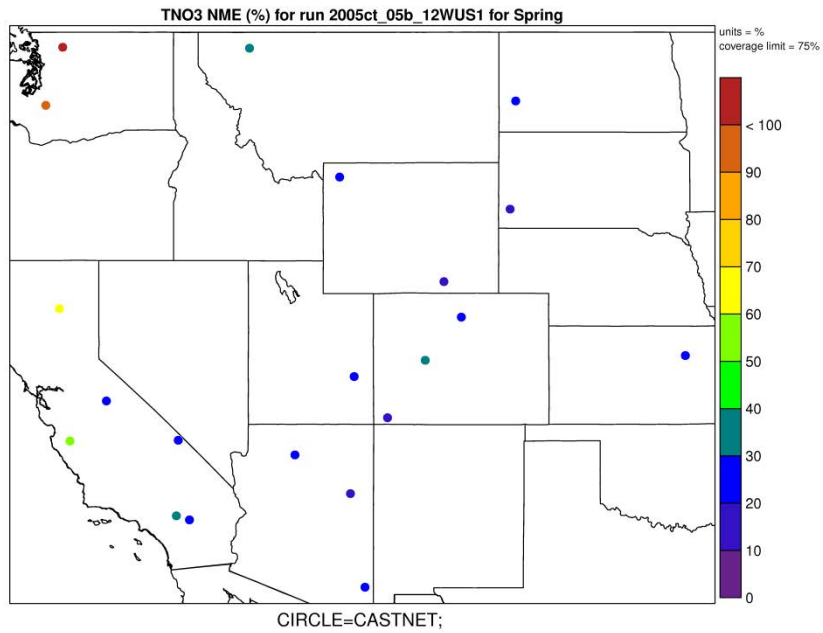 TNO3 NME (%) for run 2005ct_05b_12WUS1 for Spring
units = %
coverage limit = 75%
< 100
90
80
70
60
50
40
30
20
10
0
CIRCLE=CASTNET;